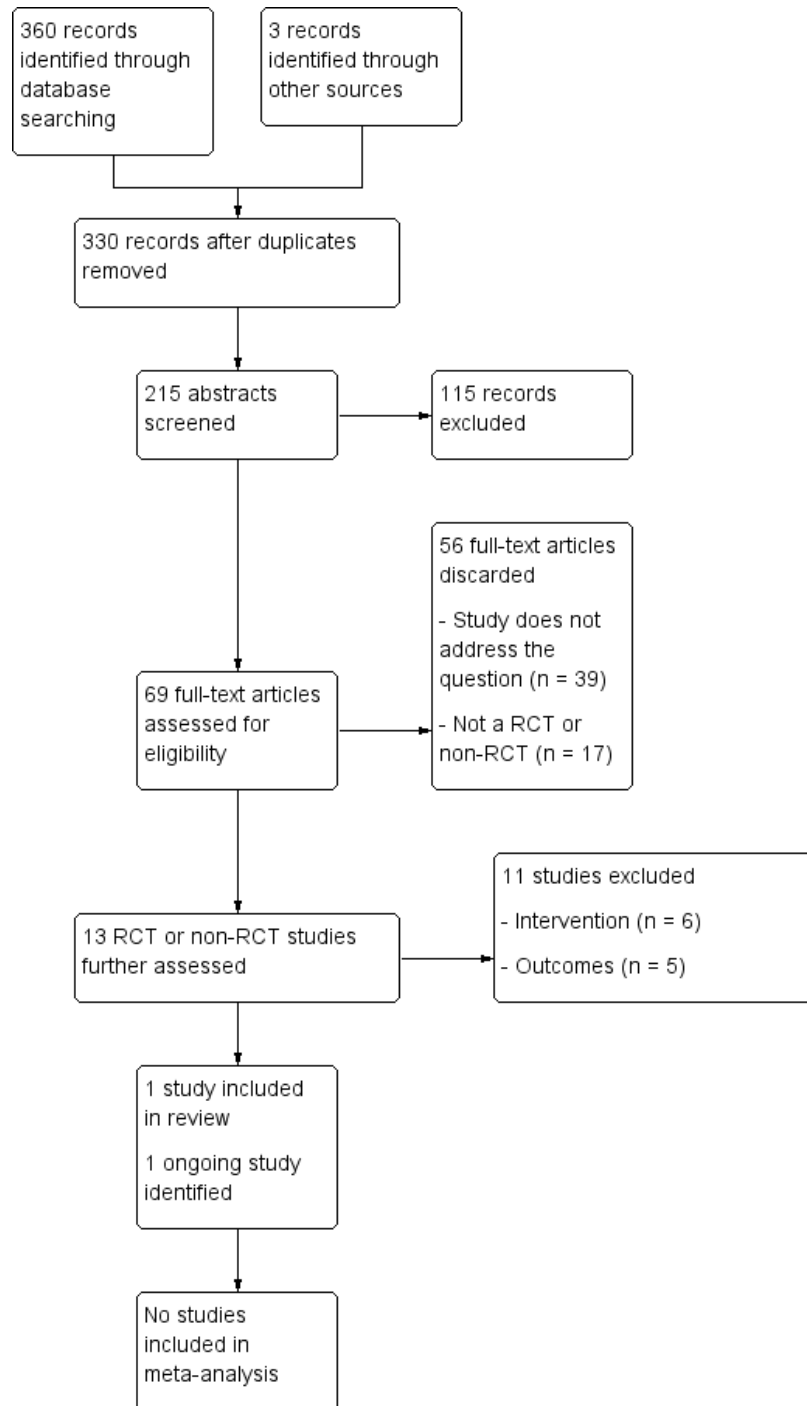 360 records
identified through
database
searching
3 records
identified through
other sources
330 records after duplicates
removed
215 abstracts
screened
115 records
excluded
56 full-text articles
discarded
- Study does not
address the
question (n = 39)
- Not a RCT or
non-RCT (n = 17)
69 full-text articles
assessed for
eligibility
11 studies excluded
- Intervention (n = 6)
- Outcomes (n = 5)
13 RCT or non-RCT studies
further assessed
1 study included
in review
1 ongoing study
identified
No studies
included in
meta-analysis